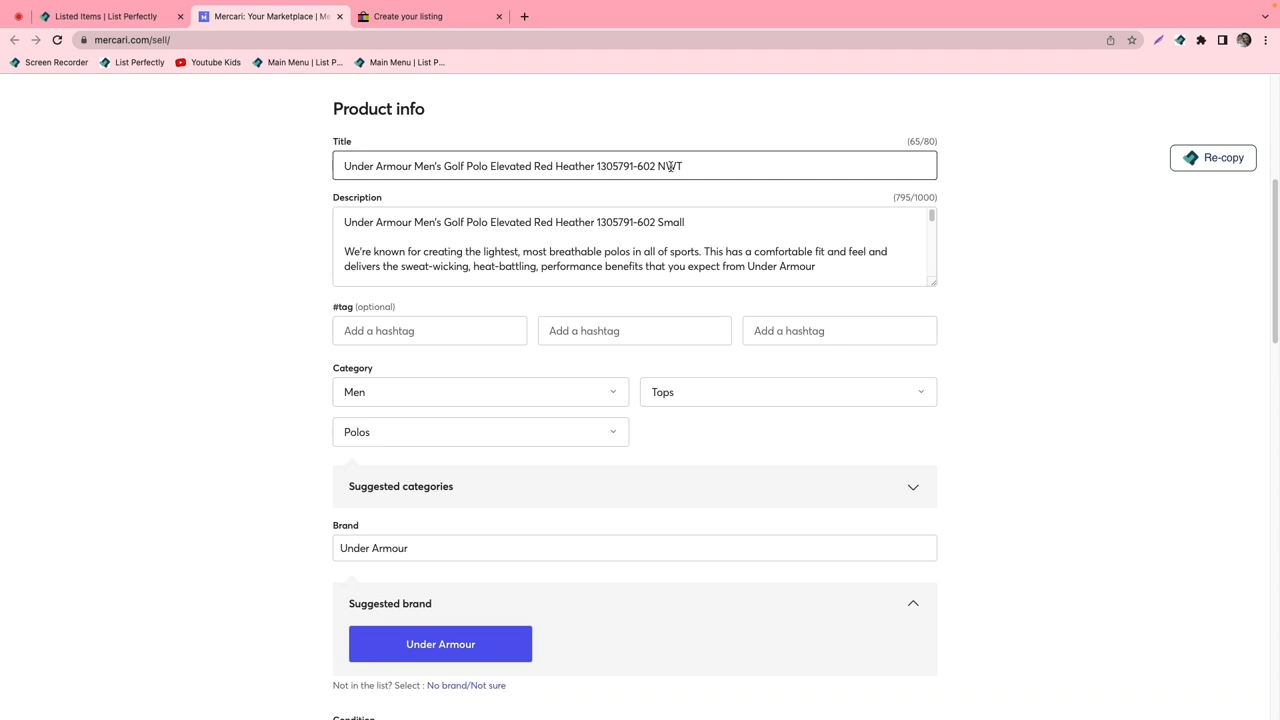 Listed Items | List Perfectly
Mercari: Your Marketplace | Me
Create your listing
mercari.com/sell/
Screen Recorder
List Perfectly
Youtube Kids
Main Menu | List P...
Main Menu | List P...
Product info
Title
(65/80)
Under Armour Men's Golf Polo Elevated Red Heather 1305791-602 NWT
Re-copy
Description
(795/1000)
Under Armour Men's Golf Polo Elevated Red Heather 1305791-602 Small
We're known for creating the lightest, most breathable polos in all of sports. This has a comfortable fit and feel and
delivers the sweat-wicking, heat-battling, performance benefits that you expect from Under Armour
#tag (optional)
Add a hashtag
Add a hashtag
Add a hashtag
Category
Men
Tops
Polos
Suggested categories
Brand
Under Armour
Suggested brand
Under Armour
Not in the list? Select : No brand/Not sure
Condition